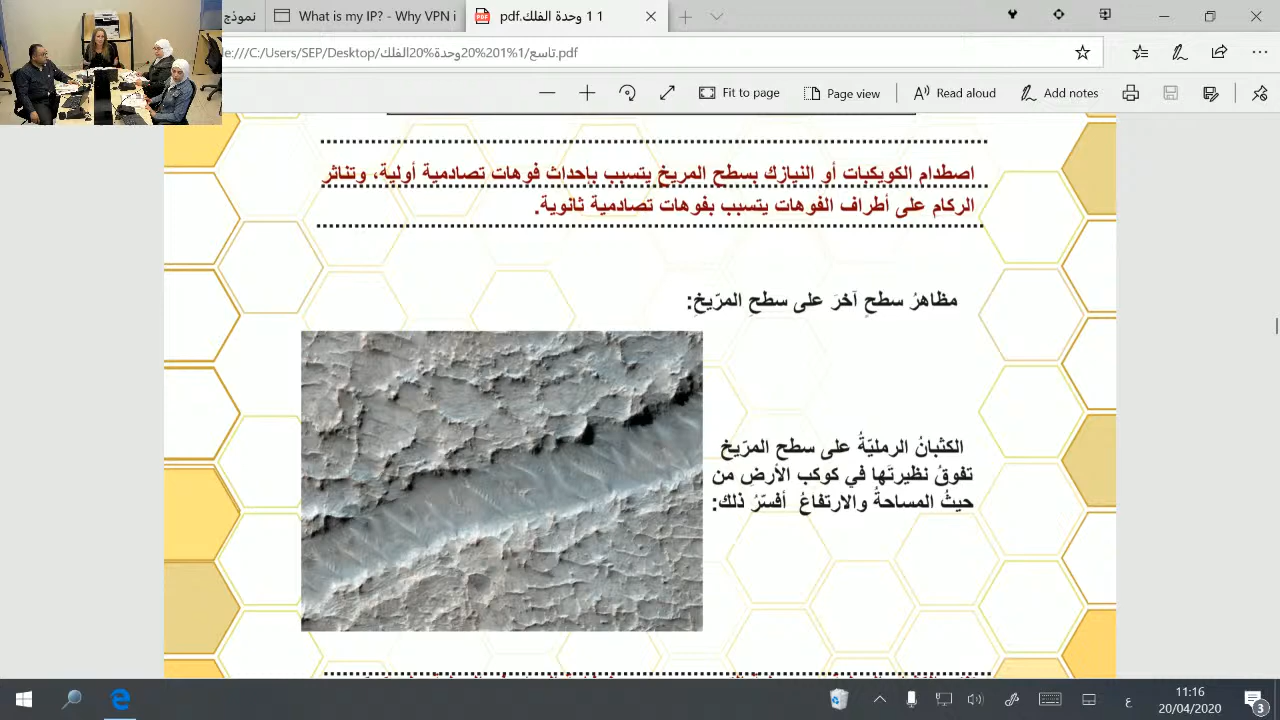 نموذج
What is my IP? - Why VPN i
1 1 وحدة الفلك.pdf
e:///C:/Users/SEP/Desktop/تاسع/1%201%20وحدة%20الفلك.pdf
Fit to page
Page view
Read aloud
Add notes
اصطدام الكويكبات أو النيازك بسطح المريخ يتسبب بإحداث فوهات تصادمية أولية، وتناثر
الركام على أطراف الفوهات يتسبب بفوهات تصادمية ثانوية.
مظاهرُ سطحٍ آخرَ على سطحِ المرّيخِ:
الكثبانُ الرمليّةُ على سطح المرّيخ
تفوقُ نظيرتَها في كوكب الأرضِ من
حيثُ المساحةُ والارتفاعُ أفسّرُ ذلك:
ع
11:16
20/04/2020
3